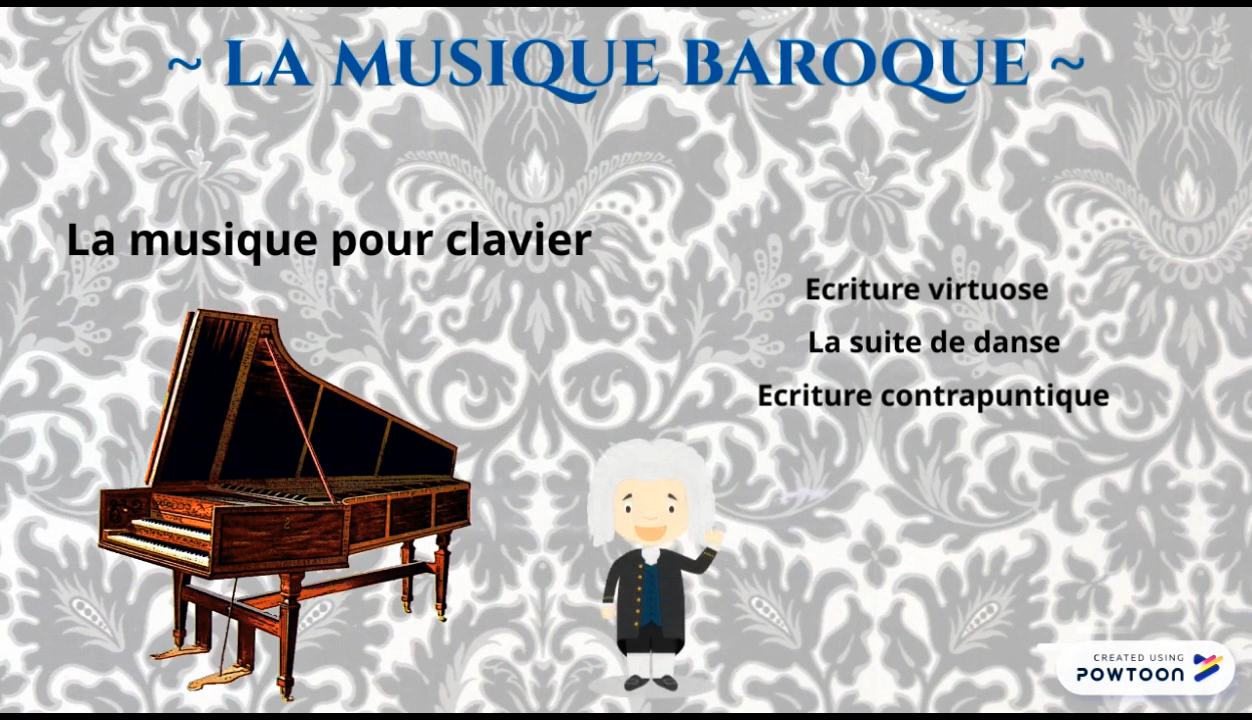 ~ LA MUSIQUE BAROQUE ~
La musique pour clavier
Ecriture virtuose
La suite de danse
Ecriture contrapuntique
CREATED USING
POWTOON